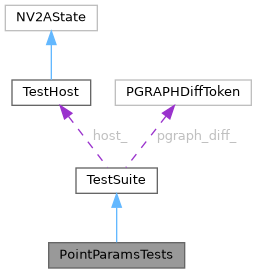 NV2AState
TestHost
PGRAPHDiffToken
host_
pgraph_diff_
TestSuite
PointParamsTests